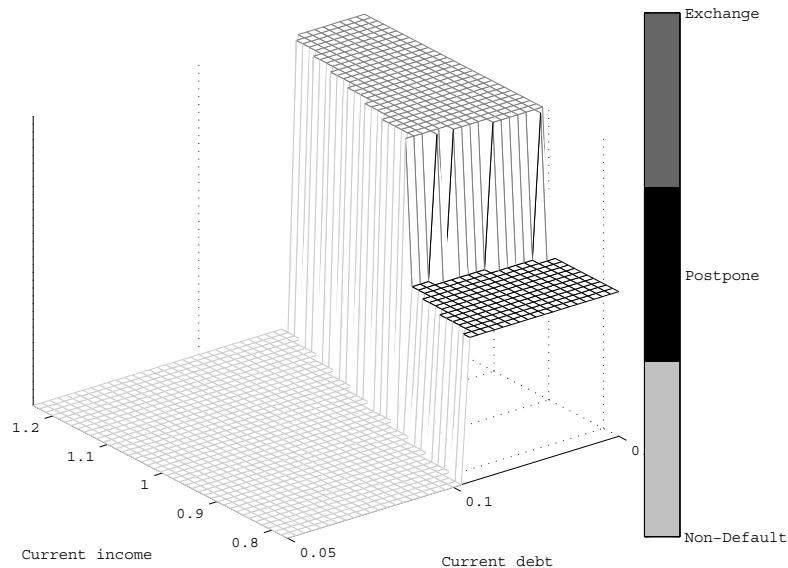 Exchange
Postpone
Non-Default
1.2
1.1
1
0.9
0.8
0.05
0.1
0.
Current income
Current debt